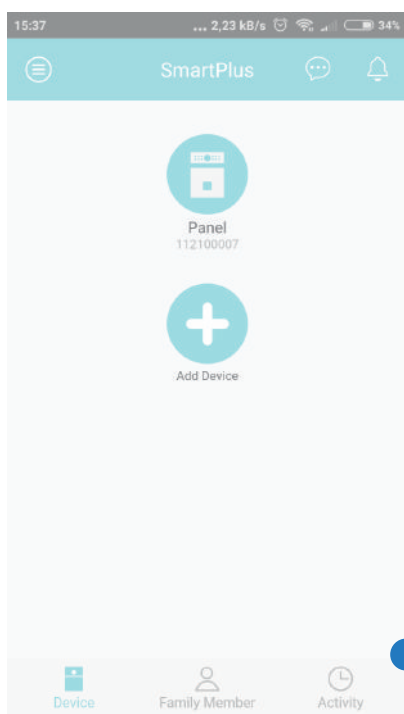 15:37 ... 2,23 kB/s 34%
SmartPlus
Panel
112100007
Add Device
Device Family Member Activity